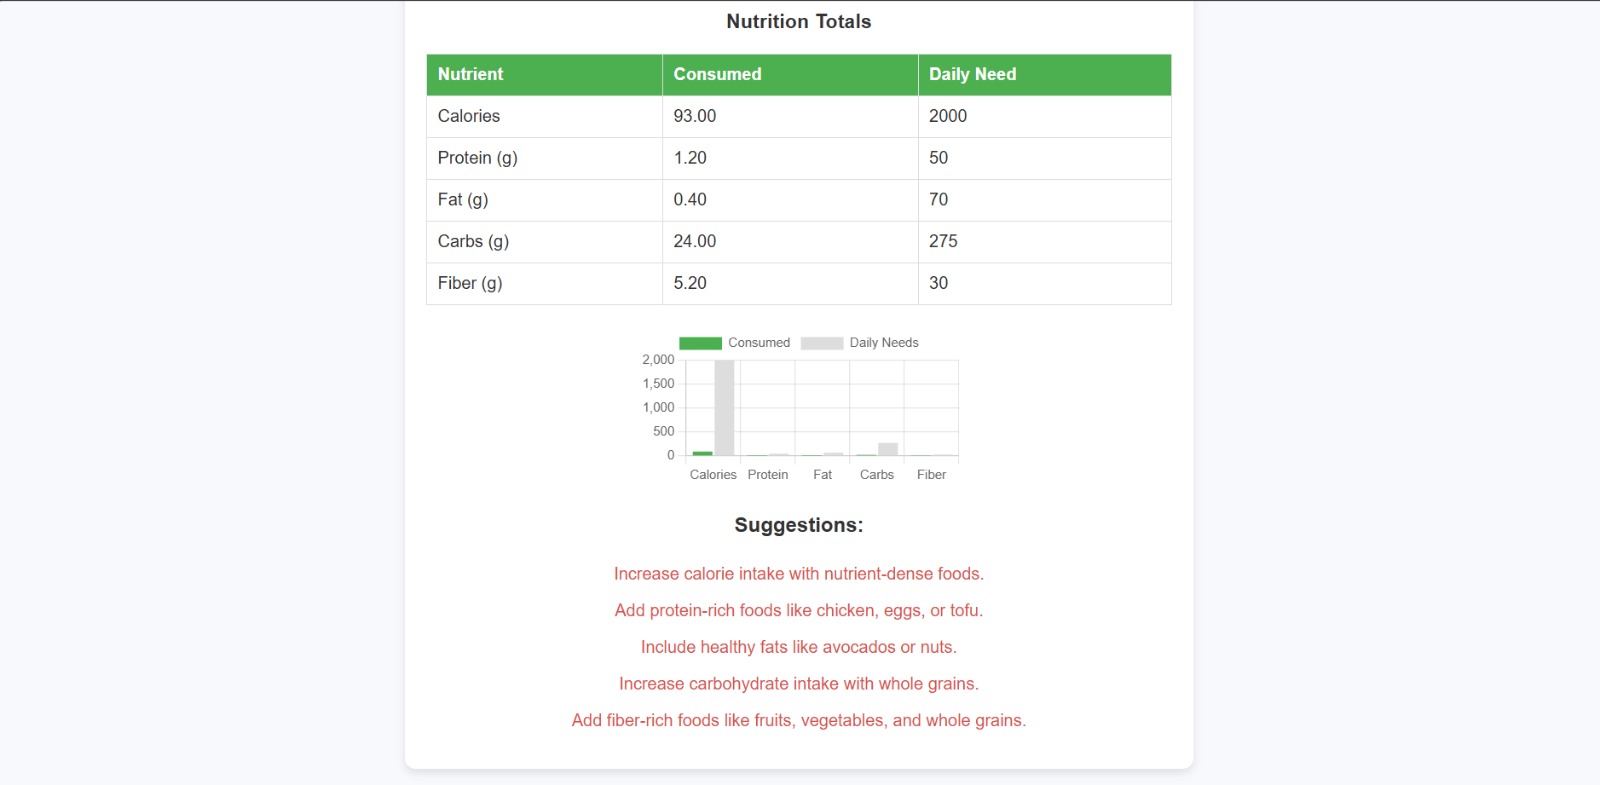 Nutrition Totals
Nutrient Consumed Daily Need
Calories 93.00 2000
Protein (g) 1.20 50
Fat (g) 0.40 70
Carbs (g) 24.00 275
Fiber (g) 5.20 30
Consumed Daily Needs
2,000
1,500
1,000
500
0
Calories Protein Fat Carbs Fiber
Suggestions:
Increase calorie intake with nutrient-dense foods.
Add protein-rich foods like chicken, eggs, or tofu.
Include healthy fats like avocados or nuts.
Increase carbohydrate intake with whole grains.
Add fiber-rich foods like fruits, vegetables, and whole grains.